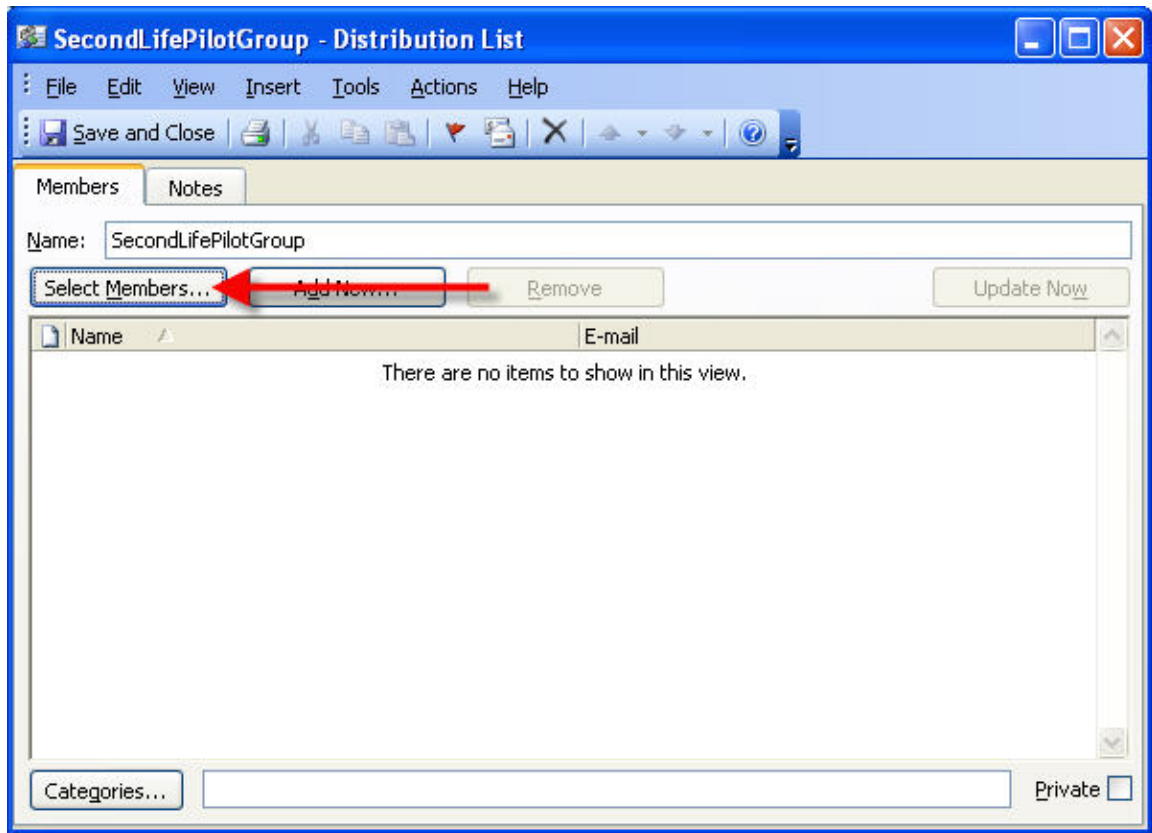 SecondLifePilotGroup - Distribution List
File Edit View Insert Tools Actions Help
Save and Close
Members Notes
Name: SecondLifePilotGroup
Select Members... Add Now... Remove Update Now
Name E-mail
There are no items to show in this view.
Categories... Private